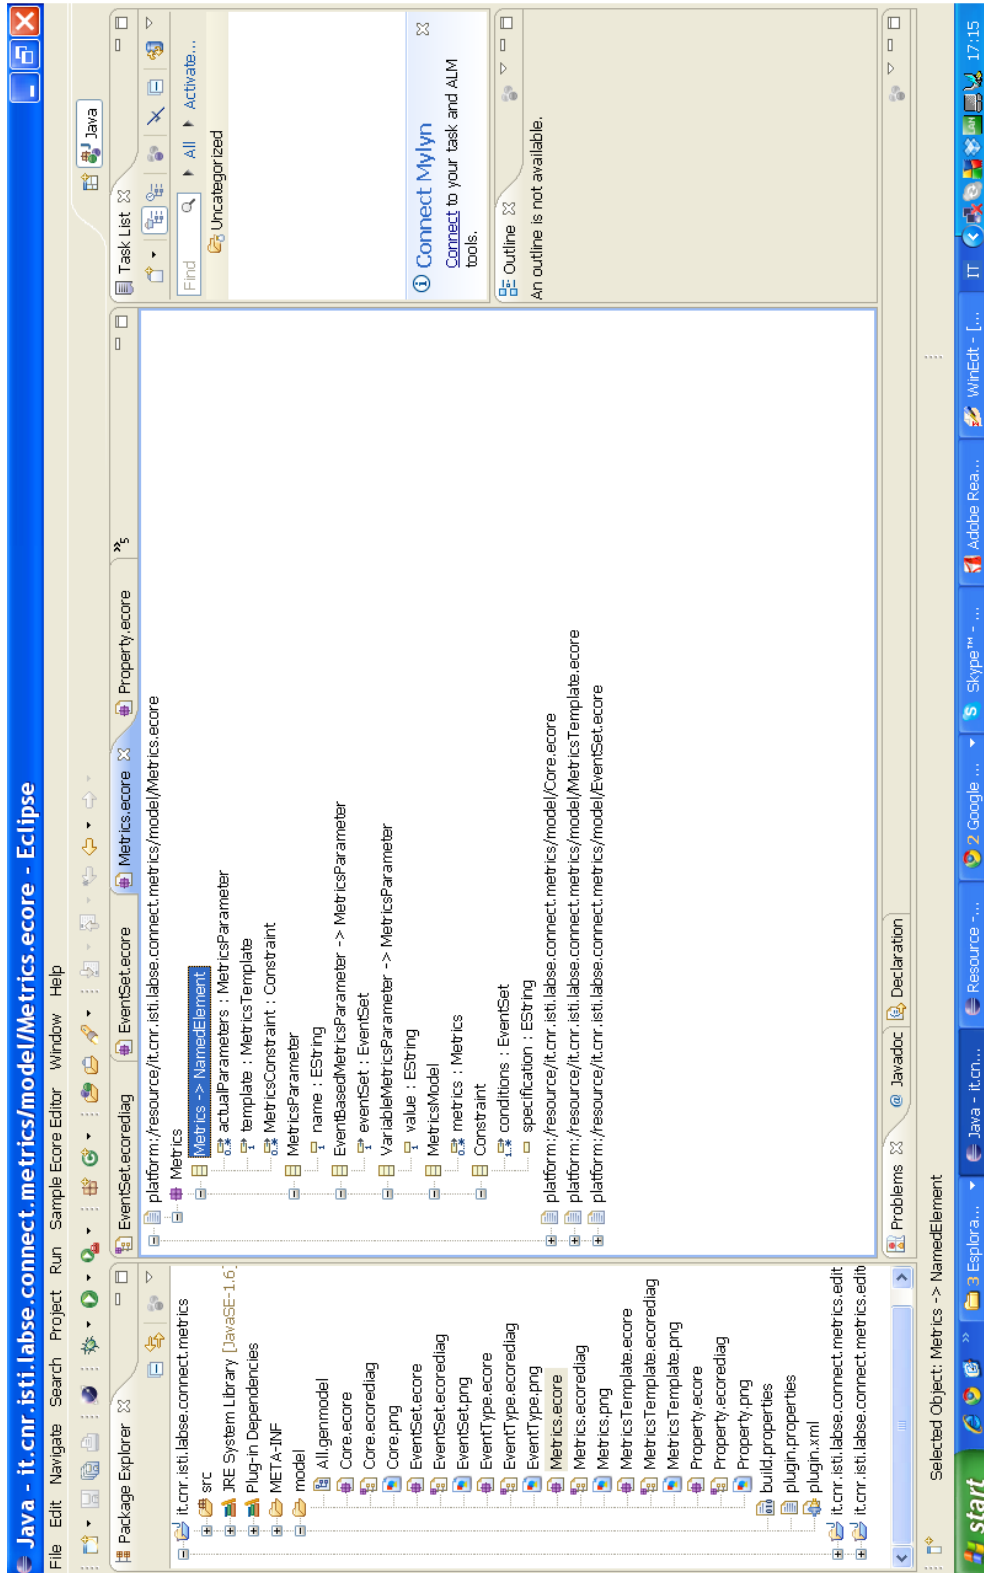 Java - it.cnr.isti.labse.connect.metrics/model/Metrics.ecore - Eclipse
File Edit Navigate Search Project Run Sample Ecore Editor Window Help
Java
Package Explorer
it.cnr.isti.labse.connect.metrics
src
JRE System Library [JavaSE-1.6]
Plug-in Dependencies
META-INF
model
All.genmodel
Core.ecore
Core.ecorediag
Core.png
EventSet.ecore
EventSet.ecorediag
EventSet.png
EventType.ecore
EventType.ecorediag
EventType.png
Metrics.ecore
Metrics.ecorediag
Metrics.png
MetricsTemplate.ecore
MetricsTemplate.ecorediag
MetricsTemplate.png
Property.ecore
Property.ecorediag
Property.png
build.properties
plugin.properties
plugin.xml
it.cnr.isti.labse.connect.metrics.edit
it.cnr.isti.labse.connect.metrics.edit
EventSet.ecorediag EventSet.ecore Metrics.ecore Property.ecore »5
platform:/resource/it.cnr.isti.labse.connect.metrics/model/Metrics.ecore
Metrics
Metrics -> NamedElement
0..* actualParameters : MetricsParameter
1 template : MetricsTemplate
0..* MetricsConstraint : Constraint
MetricsParameter
1 name : EString
EventBasedMetricsParameter -> MetricsParameter
1 eventSet : EventSet
VariableMetricsParameter -> MetricsParameter
1 value : EString
MetricsModel
0..* metrics : Metrics
Constraint
1..* conditions : EventSet
specification : EString
platform:/resource/it.cnr.isti.labse.connect.metrics/model/Core.ecore
platform:/resource/it.cnr.isti.labse.connect.metrics/model/MetricsTemplate.ecore
platform:/resource/it.cnr.isti.labse.connect.metrics/model/EventSet.ecore
Problems @ Javadoc Declaration
Task List
Find All Activate...
Uncategorized
Connect Mylyn
Connect to your task and ALM
tools.
Outline
An outline is not available.
Selected Object: Metrics -> NamedElement
start » 3 Esplora... Java - it.cn... Resource -... 2 Google ... Skype™ - ... Adobe Rea... WinEdt - [... IT LAN 17:15